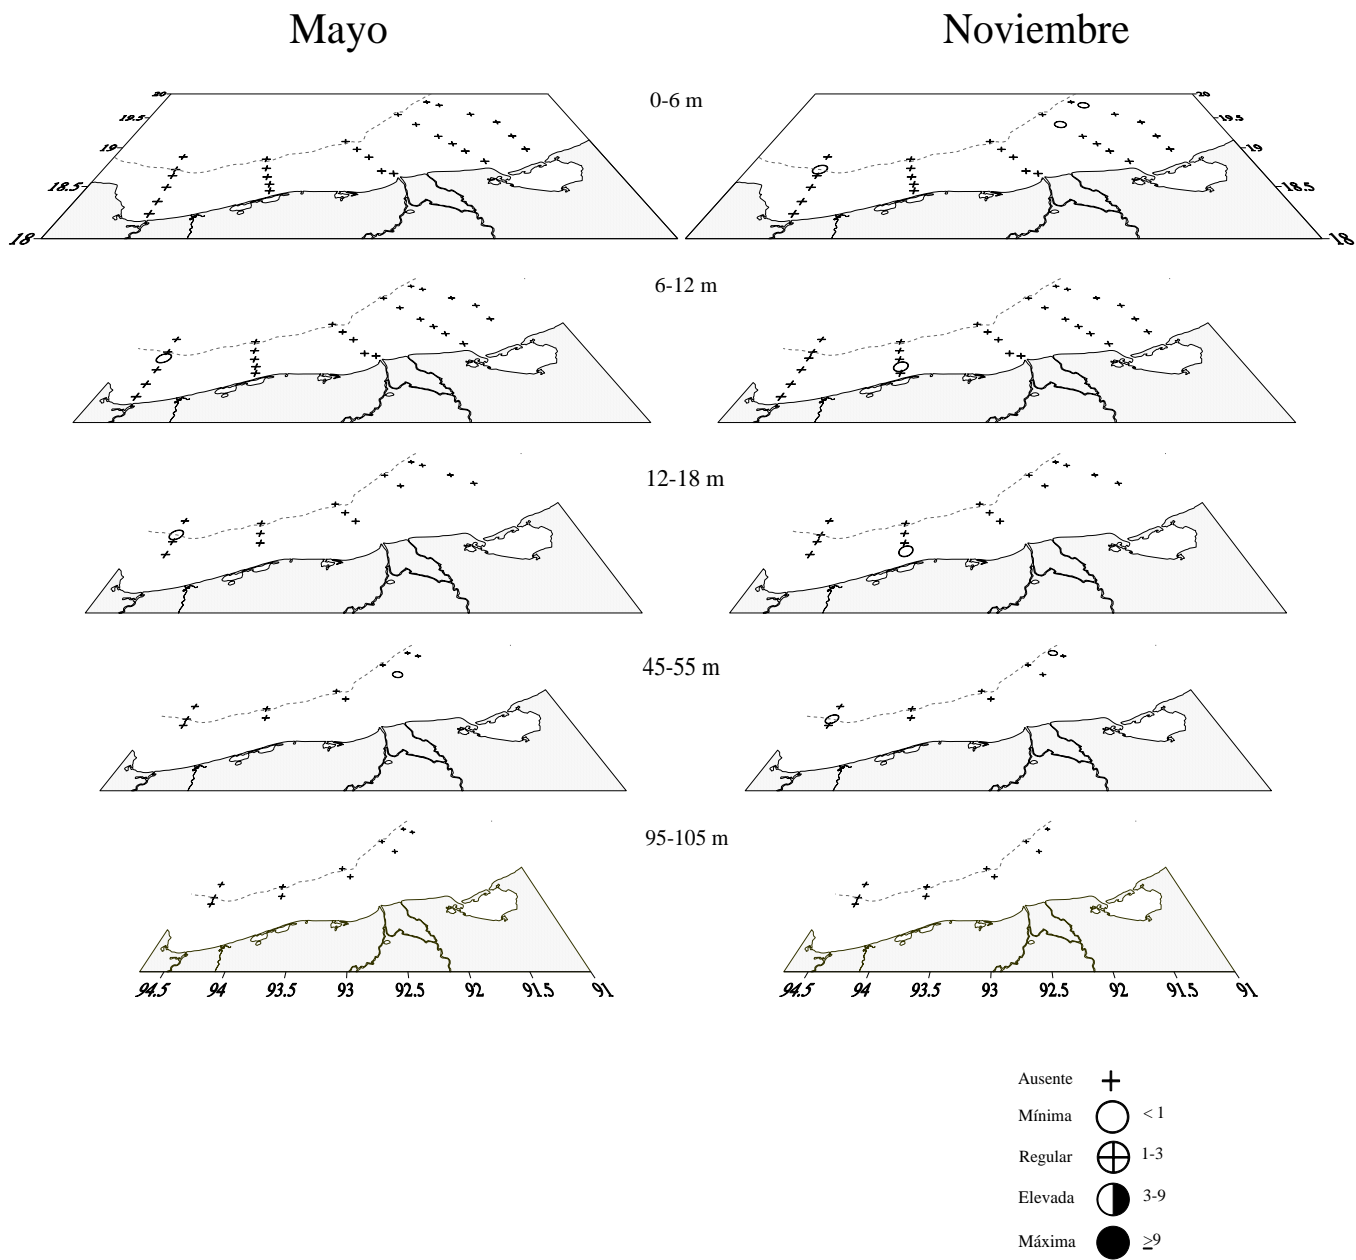 Mayo Noviembre
0-6 m
20 20
19.5 19.5
19 19
18.5 18.5
18 18
6-12 m
12-18 m
45-55 m
95-105 m
94.5 94 93.5 93 92.5 92 91.5 91
94.5 94 93.5 93 92.5 92 91.5 91
Ausente
Mínima < 1
Regular 1-3
Elevada 3-9
Máxima ≥9